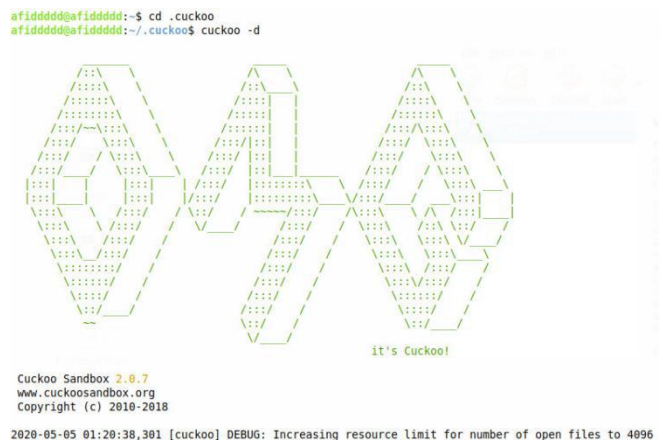 afiddddd@afiddddd:~$ cd .cuckoo
afiddddd@afiddddd:~/.cuckoo$ cuckoo -d
it's Cuckoo!
Cuckoo Sandbox 2.0.7
www.cuckoosandbox.org
Copyright (c) 2010-2018
2020-05-05 01:20:38,301 [cuckoo] DEBUG: Increasing resource limit for number of open files to 4096